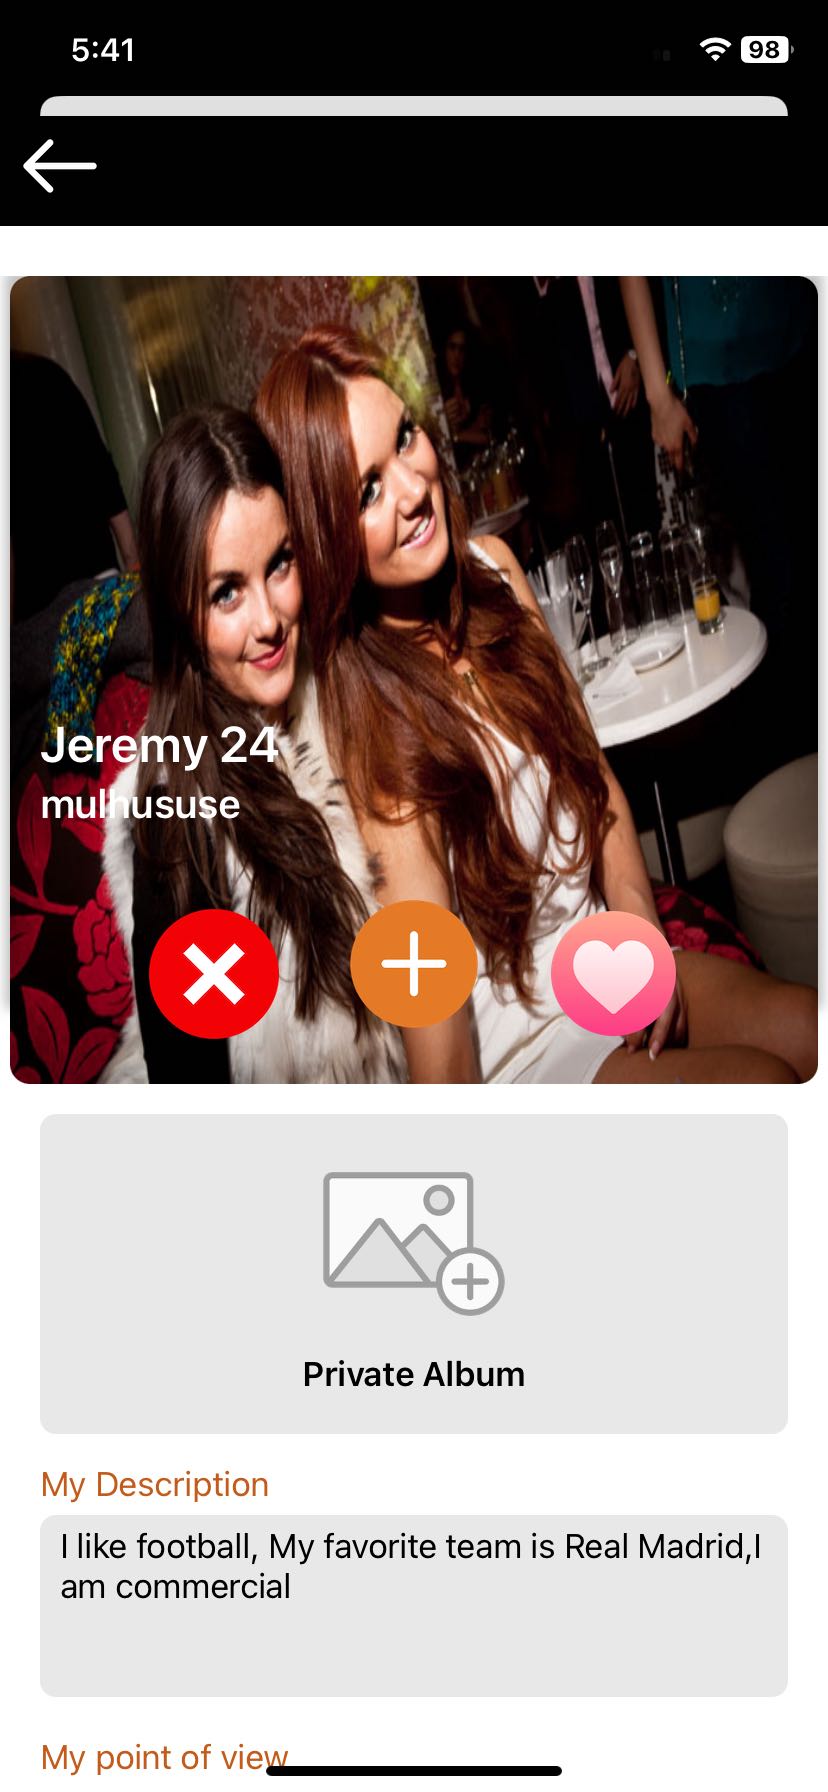 5:41
98
Jeremy 24
mulhususe
Private Album
My Description
I like football, My favorite team is Real Madrid,I
am commercial
My point of view